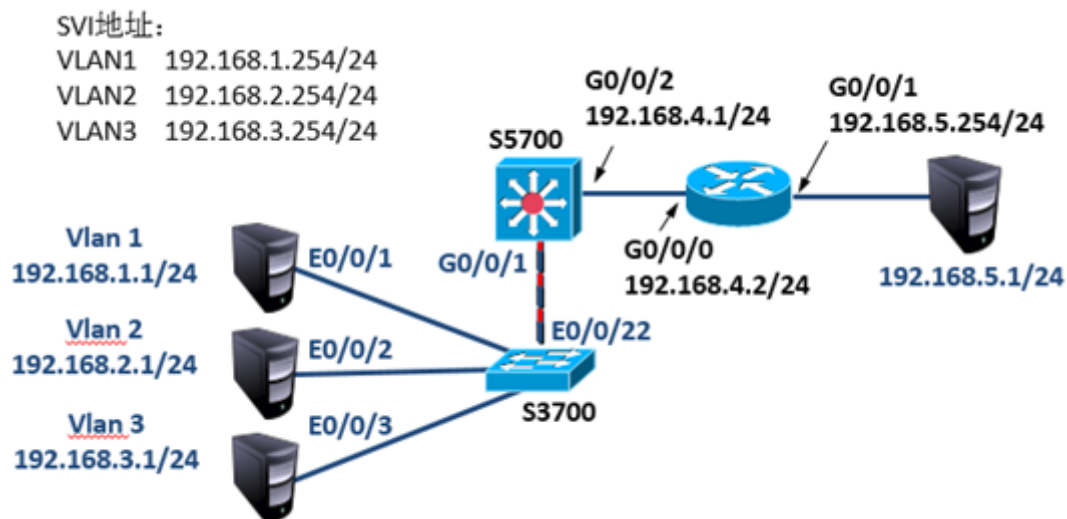 SVI地址：
VLAN1 192.168.1.254/24
VLAN2 192.168.2.254/24
VLAN3 192.168.3.254/24
G0/0/2
192.168.4.1/24
G0/0/1
192.168.5.254/24
S5700
Vlan 1
192.168.1.1/24
E0/0/1
G0/0/1
G0/0/0
192.168.4.2/24
192.168.5.1/24
Vlan 2
192.168.2.1/24
E0/0/2
E0/0/22
S3700
Vlan 3
192.168.3.1/24
E0/0/3